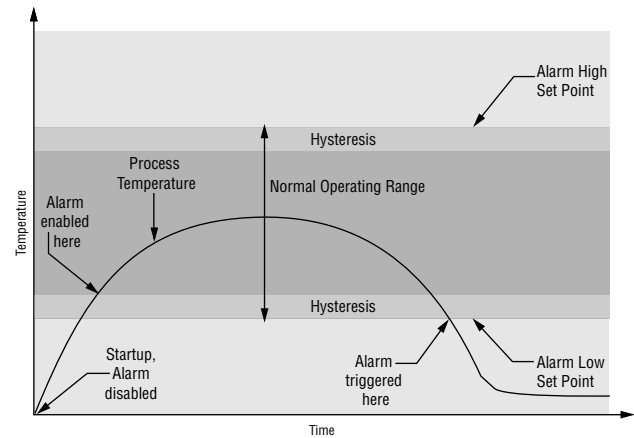 Alarm High
Set Point
Hysteresis
Process
Temperature
Normal Operating Range
Alarm
enabled
here
Temperature
Hysteresis
Startup,
Alarm
disabled
Alarm
triggered
here
Alarm Low
Set Point
Time